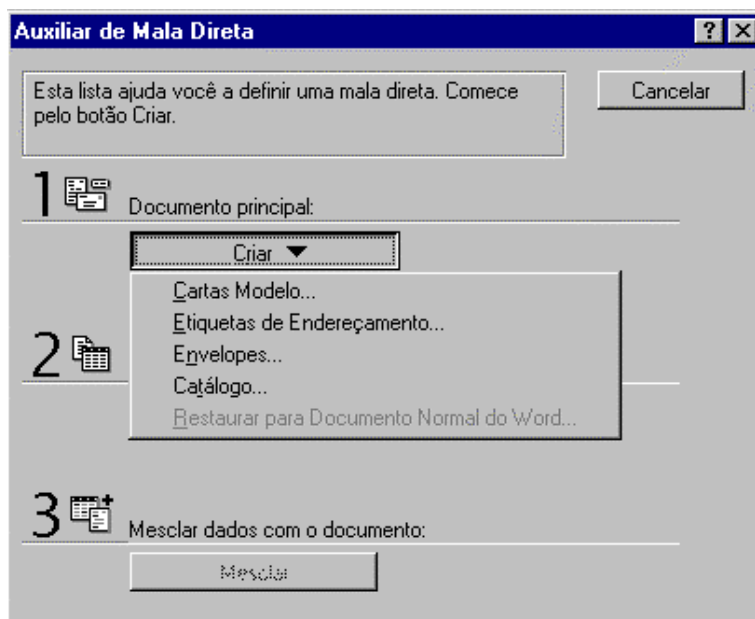 Auxiliar de Mala Direta
Esta lista ajuda você a definir uma mala direta. Comece
pelo botão Criar.
Cancelar
1
Documento principal:
Criar
Cartas Modelo...
Etiquetas de Endereçamento...
Envelopes...
Catálogo...
Restaurar para Documento Normal do Word...
2
3
Mesclar dados com o documento:
Mesclar